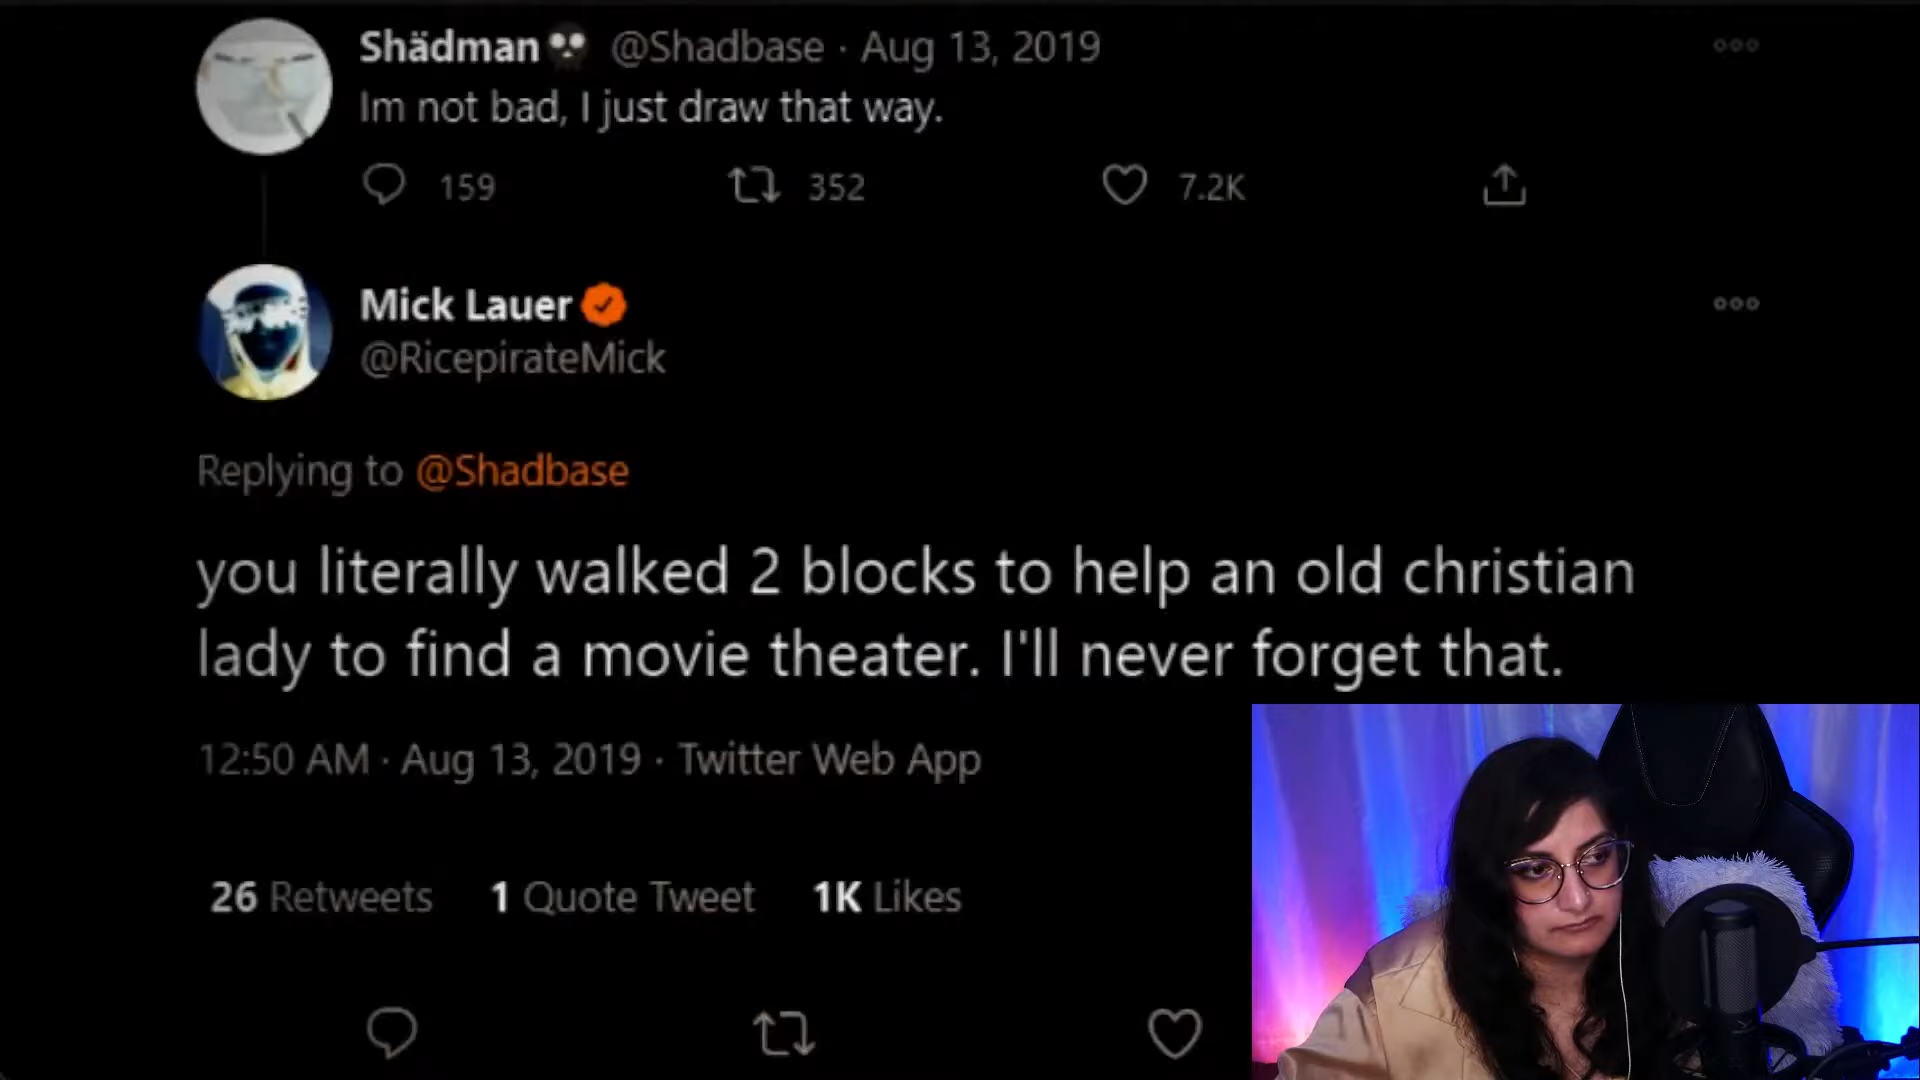 Shädman @Shadbase · Aug 13, 2019
Im not bad, I just draw that way.
159 352 7.2K
Mick Lauer
@RicepirateMick
Replying to @Shadbase
you literally walked 2 blocks to help an old christian
lady to find a movie theater. I'll never forget that.
12:50 AM · Aug 13, 2019 · Twitter Web App
26 Retweets 1 Quote Tweet 1K Likes